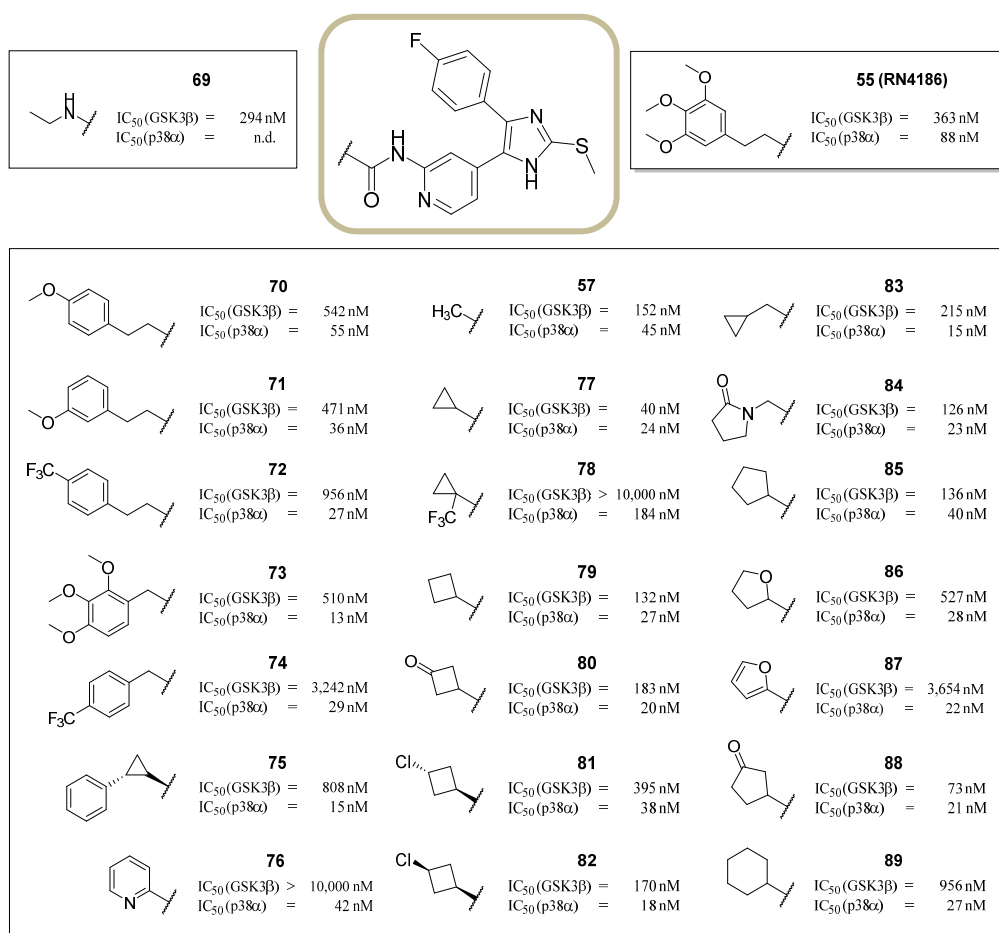 69
IC50(GSK3β) = 294 nM
IC50(p38α) = n.d.
H
N
F
N
N
H
S
H
N
O
N
55 (RN4186)
IC50(GSK3β) = 363 nM
IC50(p38α) = 88 nM
O
O
O
70
O
IC50(GSK3β) = 542 nM
IC50(p38α) = 55 nM
57
H3C
IC50(GSK3β) = 152 nM
IC50(p38α) = 45 nM
83
IC50(GSK3β) = 215 nM
IC50(p38α) = 15 nM
71
O
IC50(GSK3β) = 471 nM
IC50(p38α) = 36 nM
77
IC50(GSK3β) = 40 nM
IC50(p38α) = 24 nM
84
O
N
IC50(GSK3β) = 126 nM
IC50(p38α) = 23 nM
72
F3C
IC50(GSK3β) = 956 nM
IC50(p38α) = 27 nM
78
F3C
IC50(GSK3β) > 10,000 nM
IC50(p38α) = 184 nM
85
IC50(GSK3β) = 136 nM
IC50(p38α) = 40 nM
73
O
O
O
IC50(GSK3β) = 510 nM
IC50(p38α) = 13 nM
79
IC50(GSK3β) = 132 nM
IC50(p38α) = 27 nM
86
O
IC50(GSK3β) = 527 nM
IC50(p38α) = 28 nM
74
F3C
IC50(GSK3β) = 3,242 nM
IC50(p38α) = 29 nM
80
O
IC50(GSK3β) = 183 nM
IC50(p38α) = 20 nM
87
O
IC50(GSK3β) = 3,654 nM
IC50(p38α) = 22 nM
75
IC50(GSK3β) = 808 nM
IC50(p38α) = 15 nM
81
Cl
IC50(GSK3β) = 395 nM
IC50(p38α) = 38 nM
88
O
IC50(GSK3β) = 73 nM
IC50(p38α) = 21 nM
76
N
IC50(GSK3β) > 10,000 nM
IC50(p38α) = 42 nM
82
Cl
IC50(GSK3β) = 170 nM
IC50(p38α) = 18 nM
89
IC50(GSK3β) = 956 nM
IC50(p38α) = 27 nM